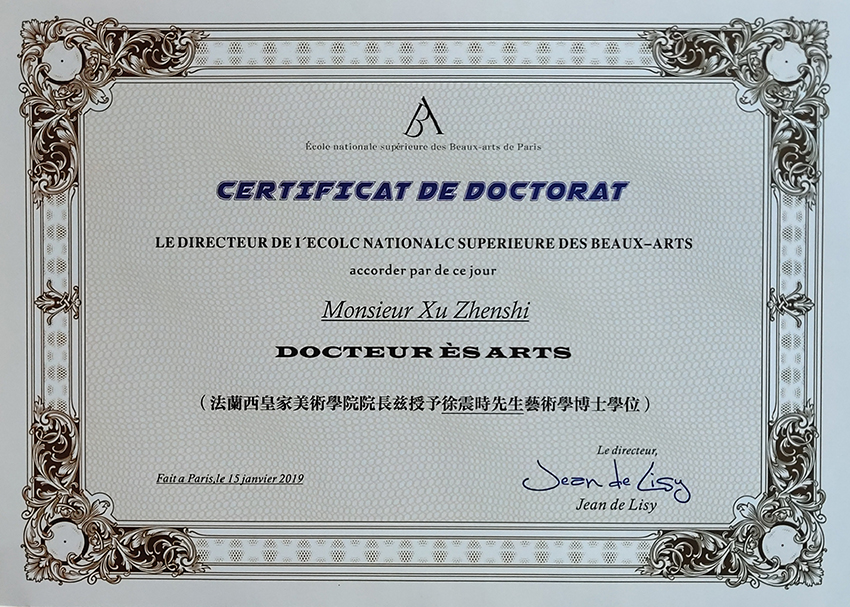 BA
École nationale supérieure des Beaux-arts de Paris
CERTIFICAT DE DOCTORAT
LE DIRECTEUR DE I´ECOLC NATIONALC SUPERIEURE DES BEAUX-ARTS
accorder par de ce jour
Monsieur Xu Zhenshi
DOCTEUR ÈS ARTS
（法蘭西皇家美術學院院長兹授予徐震時先生藝術學博士學位）
Le directeur,
Fait a Paris,le 15 janvier 2019
Jean de Lisy
Jean de Lisy